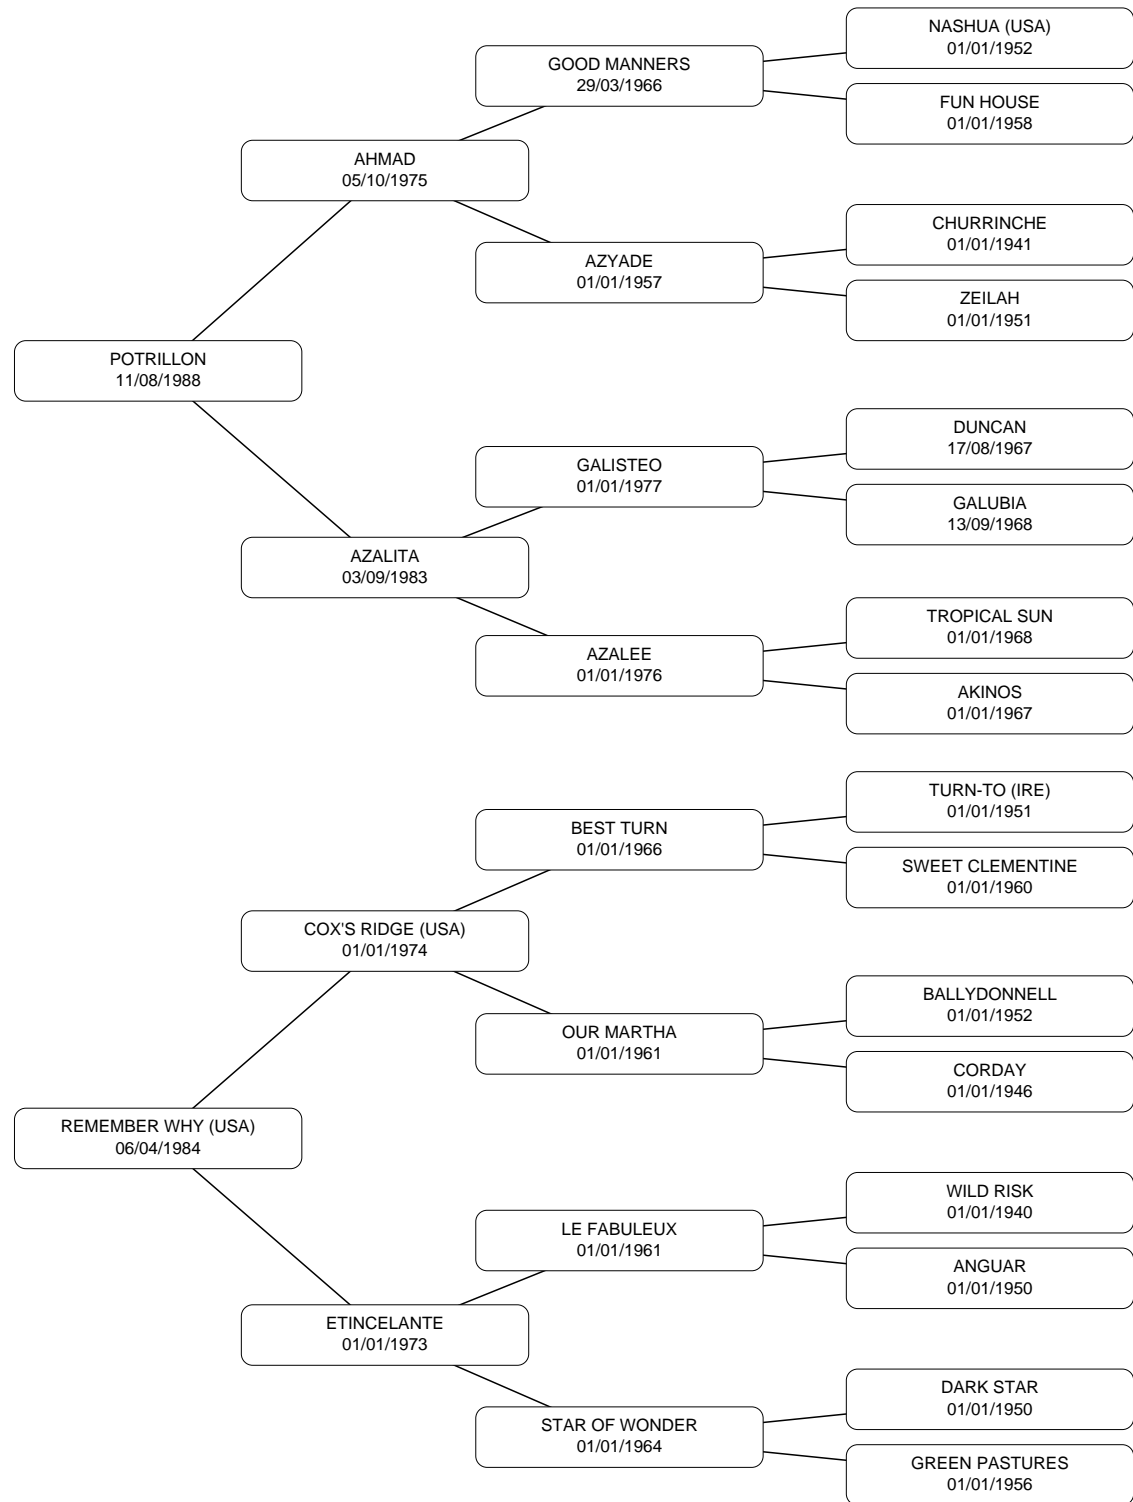 NASHUA (USA)
01/01/1952
GOOD MANNERS
29/03/1966
FUN HOUSE
01/01/1958
AHMAD
05/10/1975
CHURRINCHE
01/01/1941
AZYADE
01/01/1957
ZEILAH
01/01/1951
POTRILLON
11/08/1988
DUNCAN
17/08/1967
GALISTEO
01/01/1977
GALUBIA
13/09/1968
AZALITA
03/09/1983
TROPICAL SUN
01/01/1968
AZALEE
01/01/1976
AKINOS
01/01/1967
TURN-TO (IRE)
01/01/1951
BEST TURN
01/01/1966
SWEET CLEMENTINE
01/01/1960
COX'S RIDGE (USA)
01/01/1974
BALLYDONNELL
01/01/1952
OUR MARTHA
01/01/1961
CORDAY
01/01/1946
REMEMBER WHY (USA)
06/04/1984
WILD RISK
01/01/1940
LE FABULEUX
01/01/1961
ANGUAR
01/01/1950
ETINCELANTE
01/01/1973
DARK STAR
01/01/1950
STAR OF WONDER
01/01/1964
GREEN PASTURES
01/01/1956